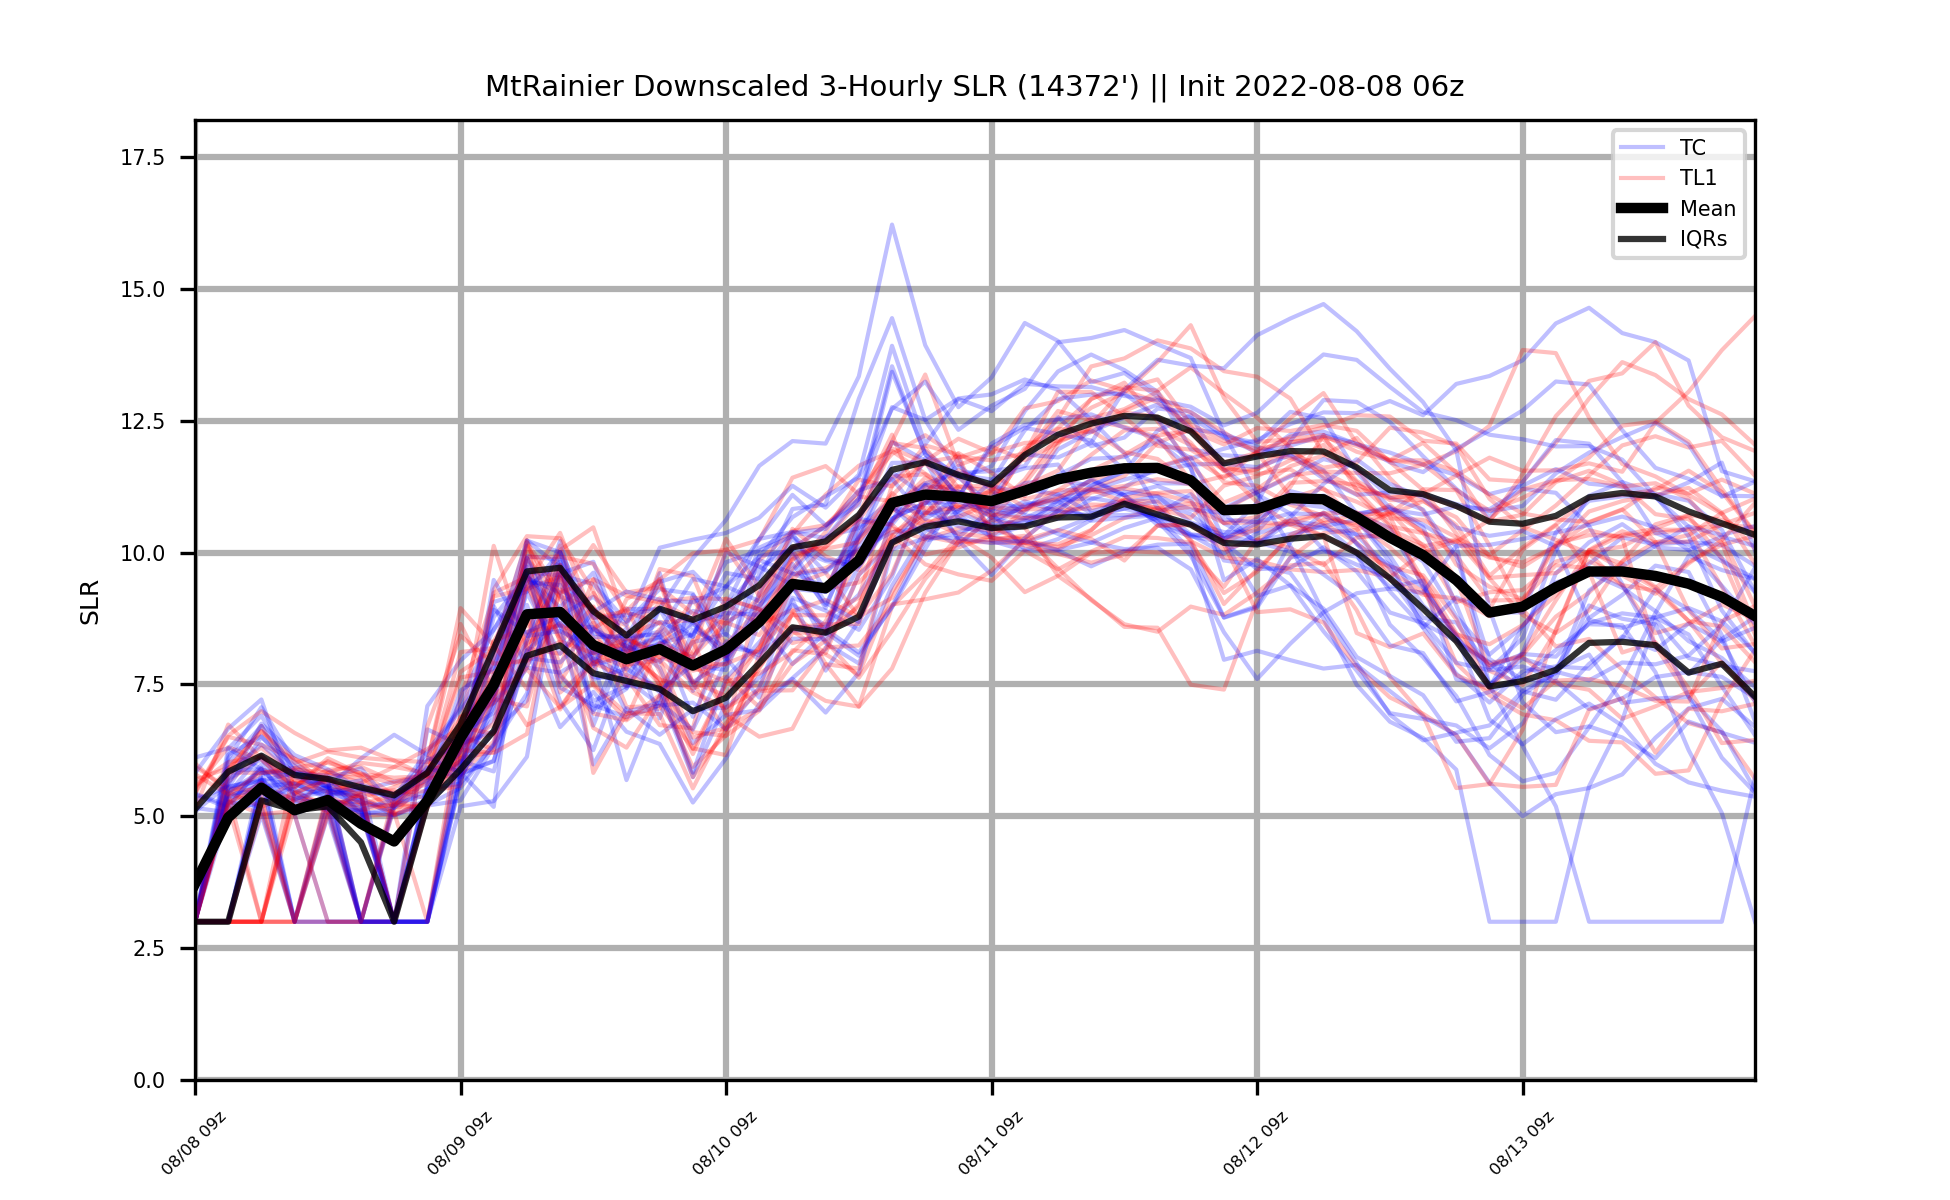 MtRainier Downscaled 3-Hourly SLR (14372') || Init 2022-08-08 06z
TC
TL1
Mean
IQRs
17.5
15.0
12.5
10.0
7.5
5.0
2.5
0.0
SLR
08/08 09z
08/09 09z
08/10 09z
08/11 09z
08/12 09z
08/13 09z